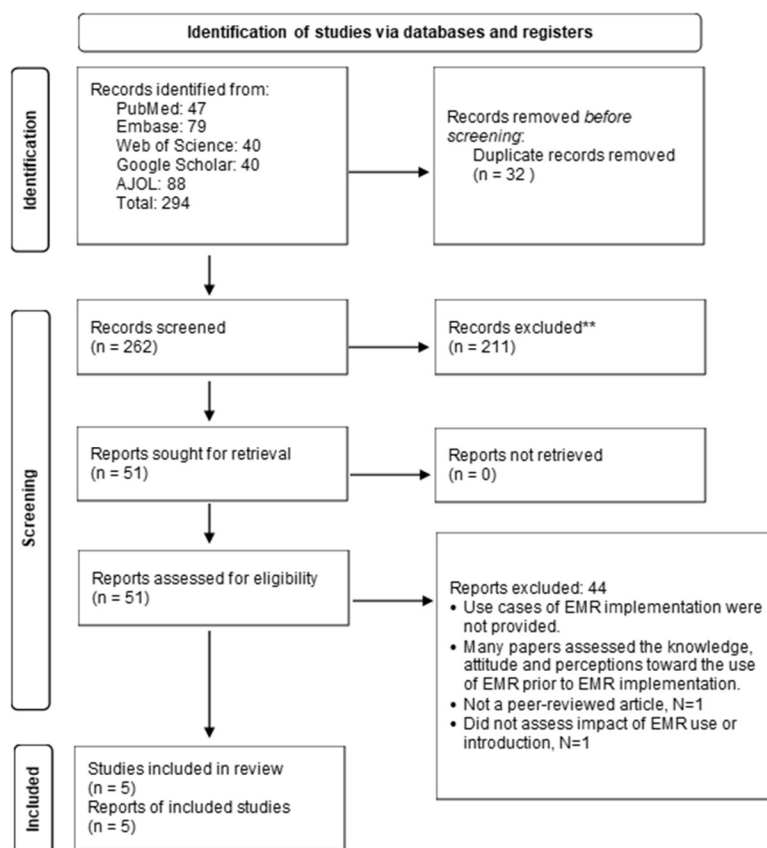 Identification of studies via databases and registers
Identification
Records identified from:
PubMed: 47
Embase: 79
Web of Science: 40
Google Scholar: 40
AJOL: 88
Total: 294
Records removed before
screening:
Duplicate records removed
(n = 32 )
Screening
Records screened
(n = 262)
Records excluded**
(n = 211)
Reports sought for retrieval
(n = 51)
Reports not retrieved
(n = 0)
Reports assessed for eligibility
(n = 51)
Reports excluded: 44
• Use cases of EMR implementation were
not provided.
• Many papers assessed the knowledge,
attitude and perceptions toward the use
of EMR prior to EMR implementation.
• Not a peer-reviewed article, N=1
• Did not assess impact of EMR use or
introduction, N=1
Included
Studies included in review
(n = 5)
Reports of included studies
(n = 5)